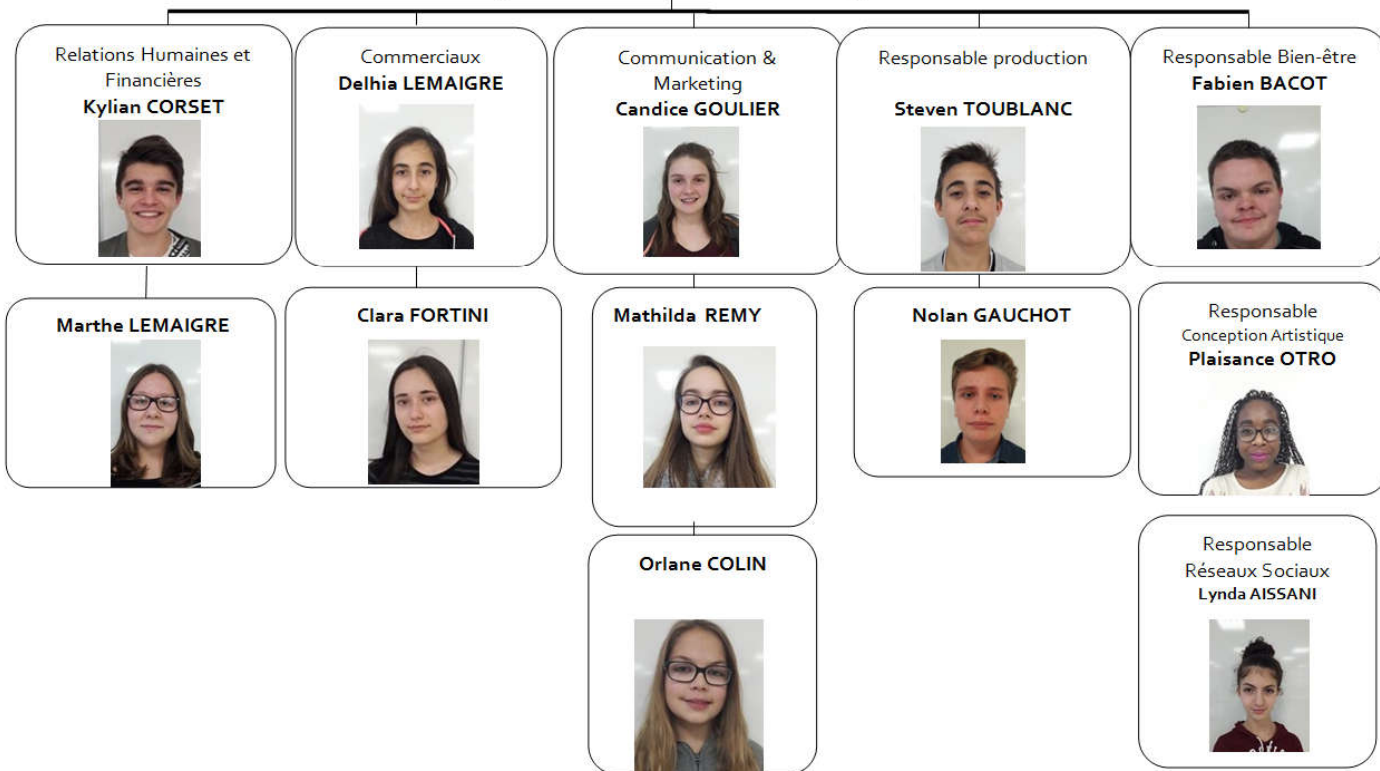 Relations Humaines et
Financières
Kylian CORSET
Commerciaux
Delhia LEMAIGRE
Communication &
Marketing
Candice GOULIER
Responsable production
Steven TOUBLANC
Responsable Bien-être
Fabien BACOT
Marthe LEMAIGRE
Clara FORTINI
Mathilda REMY
Nolan GAUCHOT
Responsable
Conception Artistique
Plaisance OTRO
Orlane COLIN
Responsable
Réseaux Sociaux
Lynda AISSANI